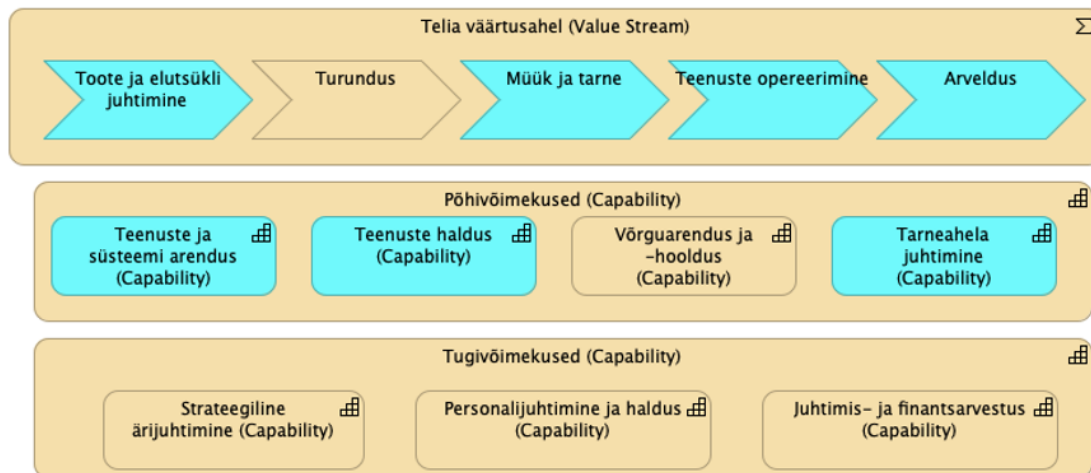 Telia väärtusahel (Value Stream)
Toote ja elutsükli
juhtimine
Turundus
Müük ja tarne
Teenuste opereerimine
Arveldus
Põhivõimekused (Capability)
Teenuste ja
süsteemi arendus
(Capability)
Teenuste haldus
(Capability)
Võrguarendus ja
-hooldus
(Capability)
Tarneahela
juhtimine
(Capability)
Tugivõimekused (Capability)
Strateegiline
ärijuhtimine (Capability)
Personalijuhtimine ja haldus
(Capability)
Juhtimis- ja finantsarvestus
(Capability)